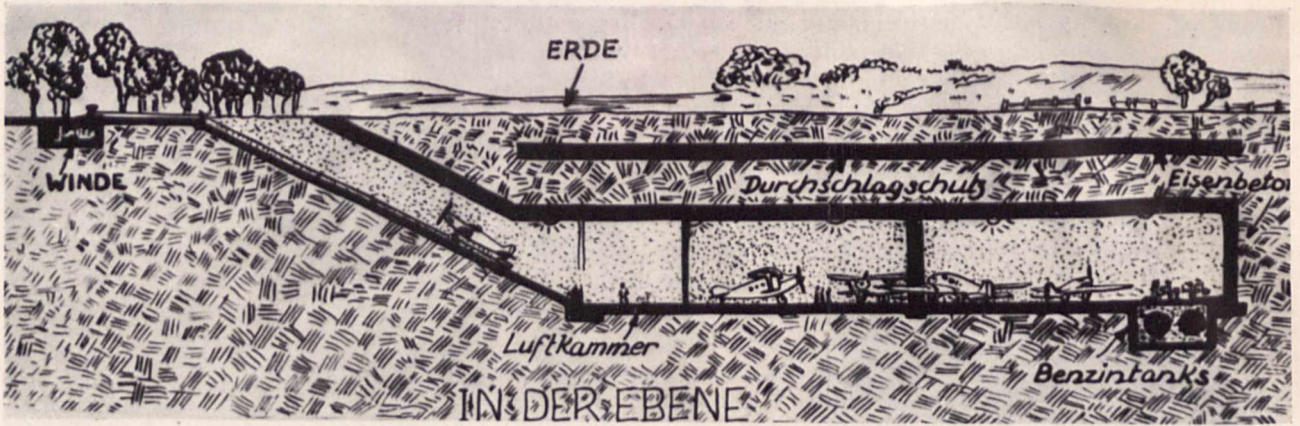 ERDE
WINDE
Durchschlagschutz
Eisenbeton
Luftkammer
Benzintanks
IN DER EBENE